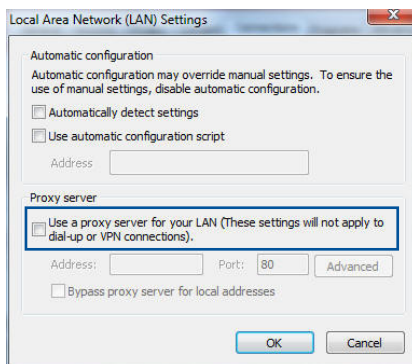 Local Area Network (LAN) Settings
Automatic configuration
Automatic configuration may override manual settings. To ensure the
use of manual settings, disable automatic configuration.
Automatically detect settings
Use automatic configuration script
Address
Proxy server
Use a proxy server for your LAN (These settings will not apply to
dial-up or VPN connections).
Address: Port: 80 Advanced
Bypass proxy server for local addresses
OK Cancel